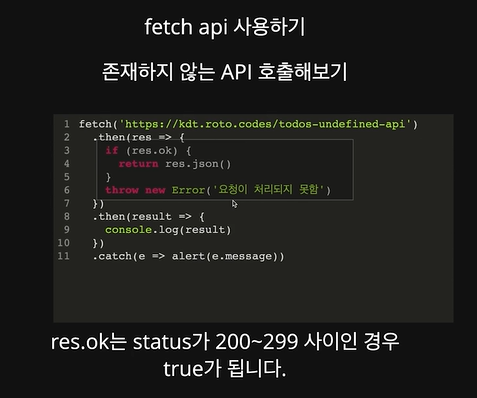 fetch api 사용하기
존재하지 않는 API 호출해보기
1 fetch('https://kdt.roto.codes/todos-undefined-api')
2 .then(res => {
3 if (res.ok) {
4 return res.json()
5 }
6 throw new Error('요청이 처리되지 못함')
7 })
8 .then(result => {
9 console.log(result)
10 })
11 .catch(e => alert(e.message))
res.ok는 status가 200~299 사이인 경우
true가 됩니다.